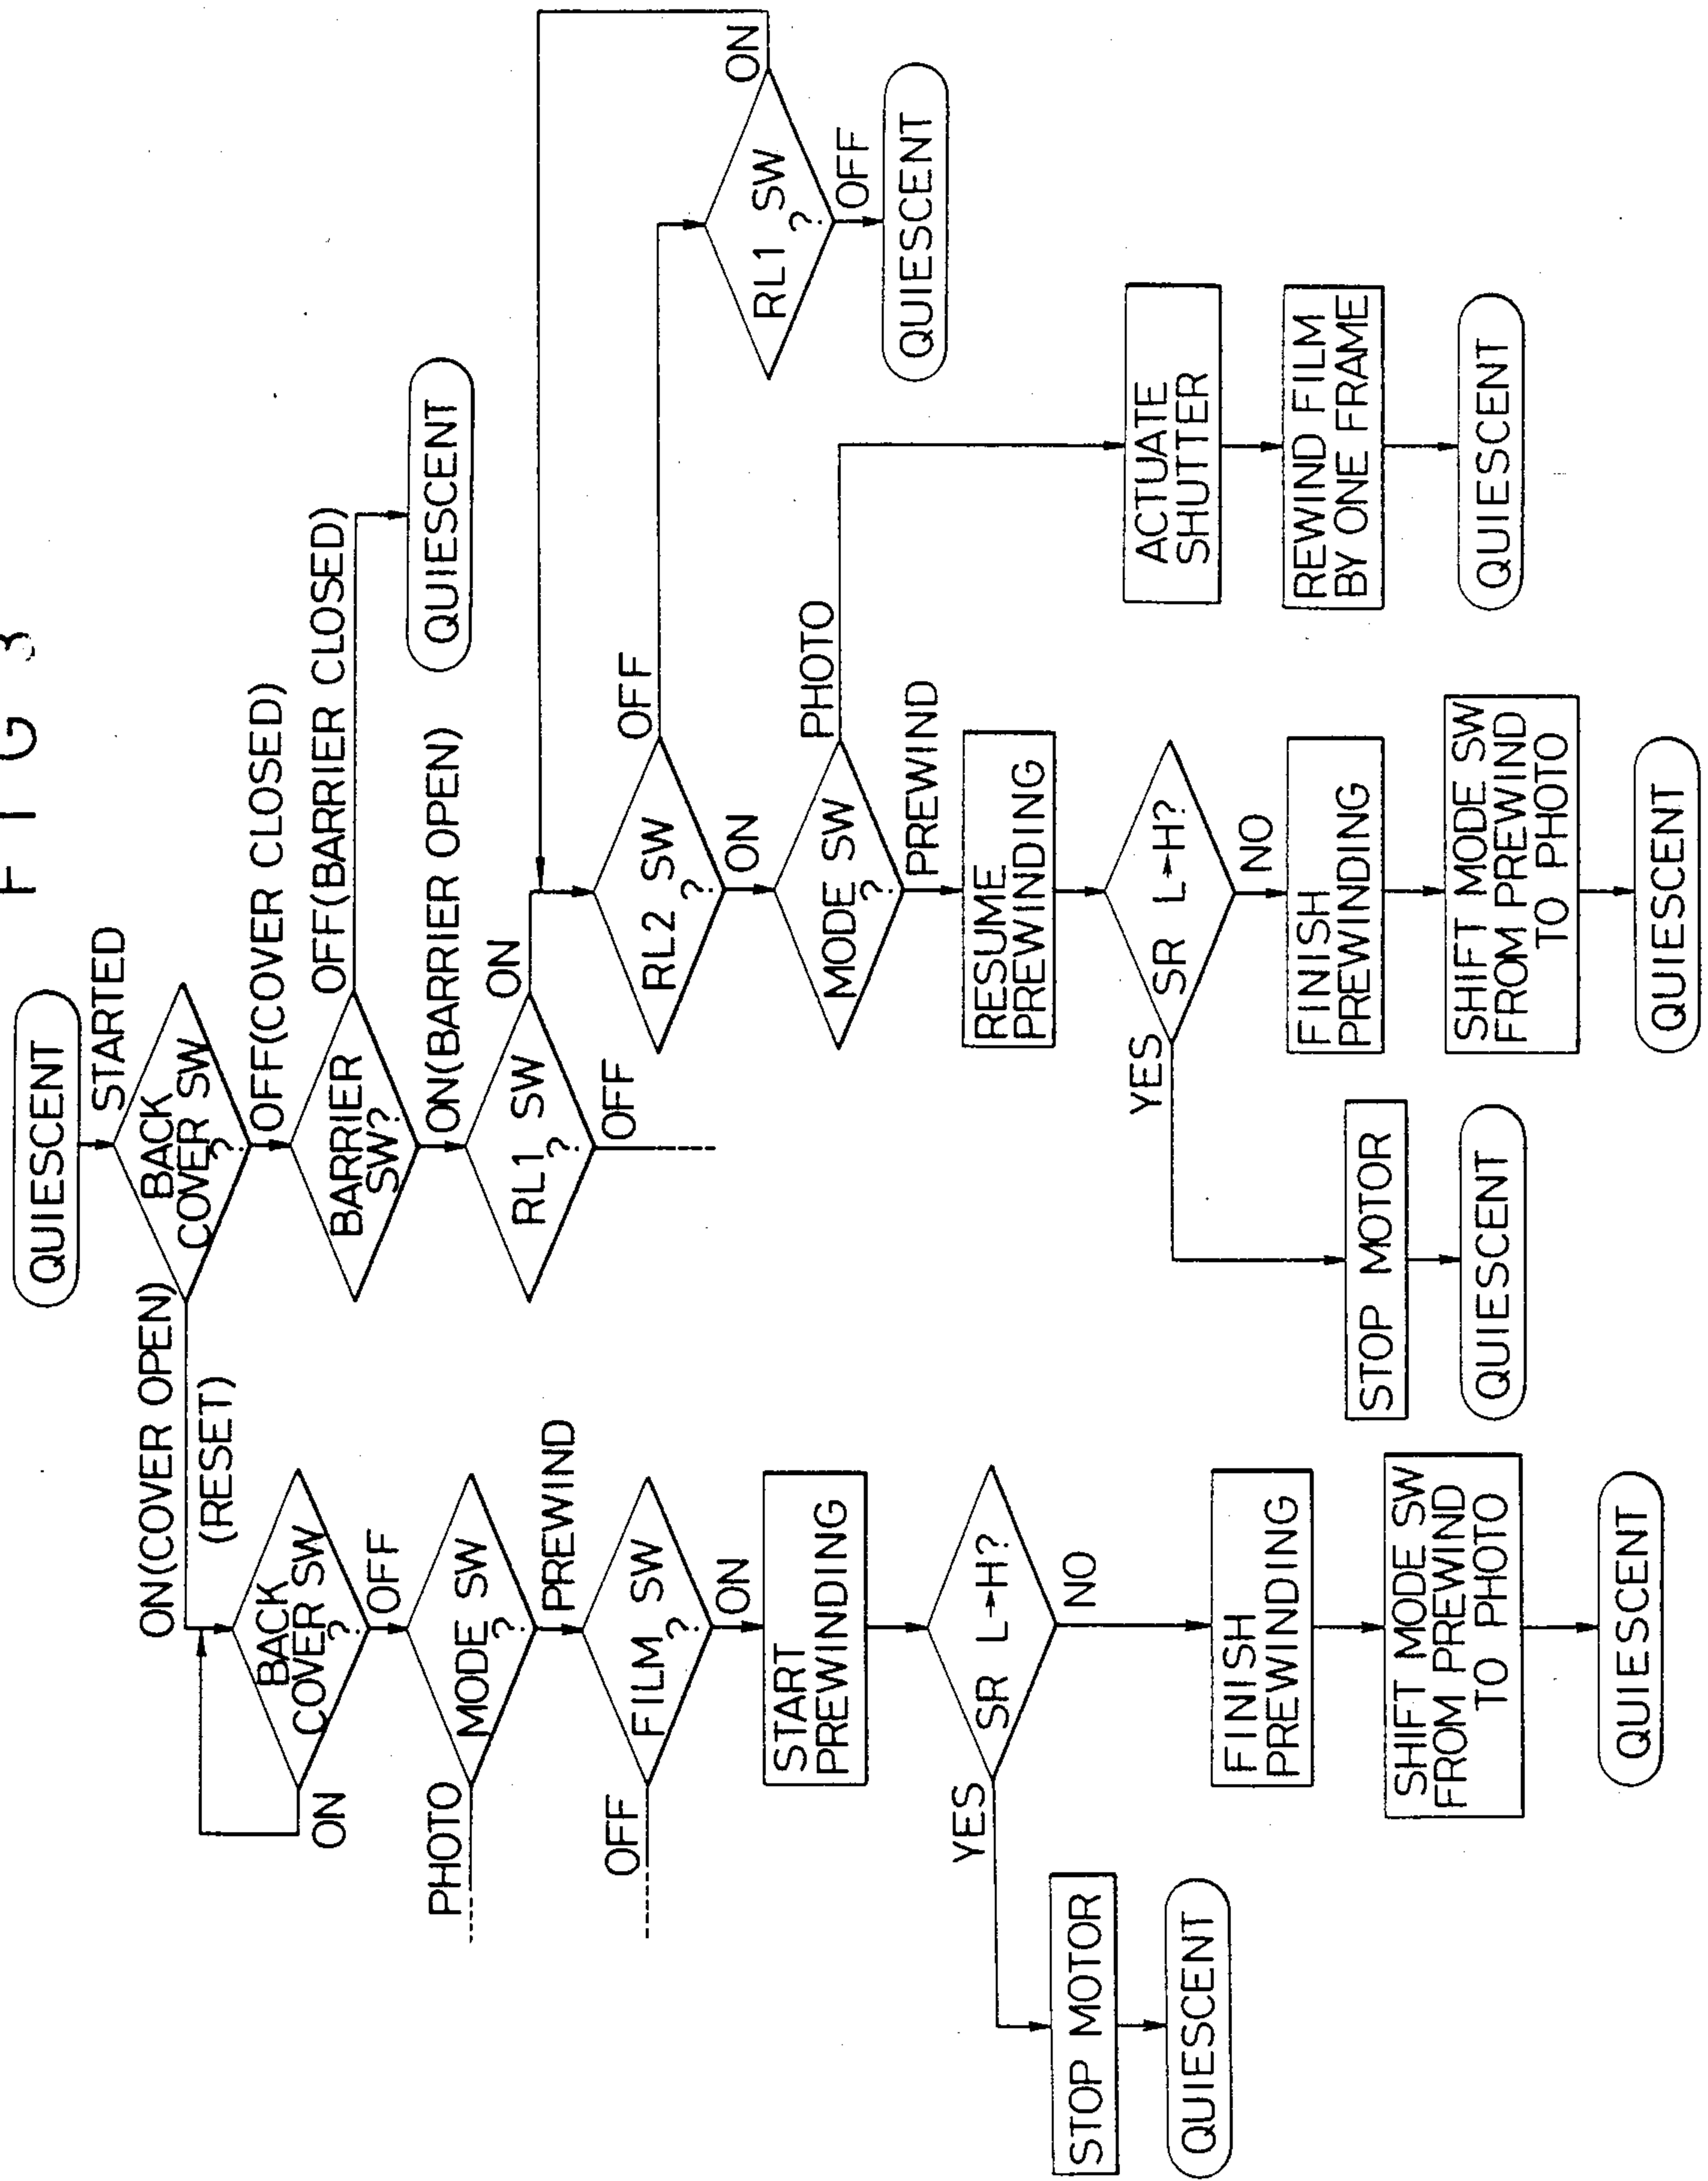 FIG 3
QUIESCENT
STARTED
BACK
COVER SW
?
ON(COVER OPEN)
(RESET)
OFF(COVER CLOSED)
BARRIER
SW?
OFF(BARRIER CLOSED)
QUIESCENT
ON(BARRIER OPEN)
RL1 SW
?
ON
OFF
RL2 SW
?
OFF
RL1 SW
?
ON
OFF
QUIESCENT
ON
MODE SW
?
PHOTO
ACTUATE
SHUTTER
REWIND FILM
BY ONE FRAME
QUIESCENT
PREWIND
RESUME
PREWINDING
SR L→H?
YES
STOP MOTOR
QUIESCENT
NO
FINISH
PREWINDING
SHIFT MODE SW
FROM PREWIND
TO PHOTO
QUIESCENT
BACK
COVER SW
?
ON
OFF
MODE SW
?
PHOTO
PREWIND
FILM SW
?
OFF
ON
START
PREWINDING
SR L→H?
YES
STOP MOTOR
QUIESCENT
NO
FINISH
PREWINDING
SHIFT MODE SW
FROM PREWIND
TO PHOTO
QUIESCENT